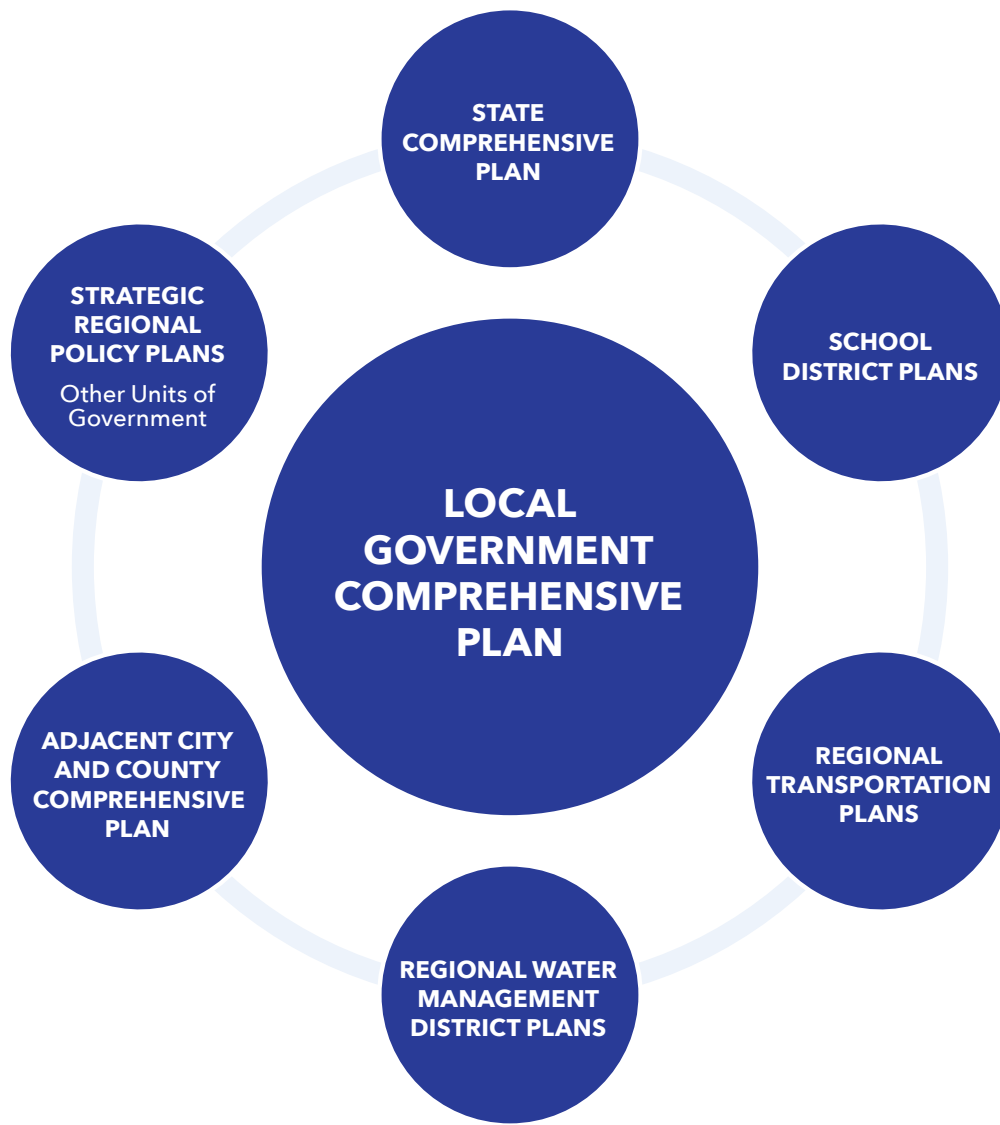 STATE
COMPREHENSIVE
PLAN
STRATEGIC
REGIONAL
POLICY PLANS
Other Units of
Government
SCHOOL
DISTRICT PLANS
LOCAL
GOVERNMENT
COMPREHENSIVE
PLAN
ADJACENT CITY
AND COUNTY
COMPREHENSIVE
PLAN
REGIONAL
TRANSPORTATION
PLANS
REGIONAL WATER
MANAGEMENT
DISTRICT PLANS